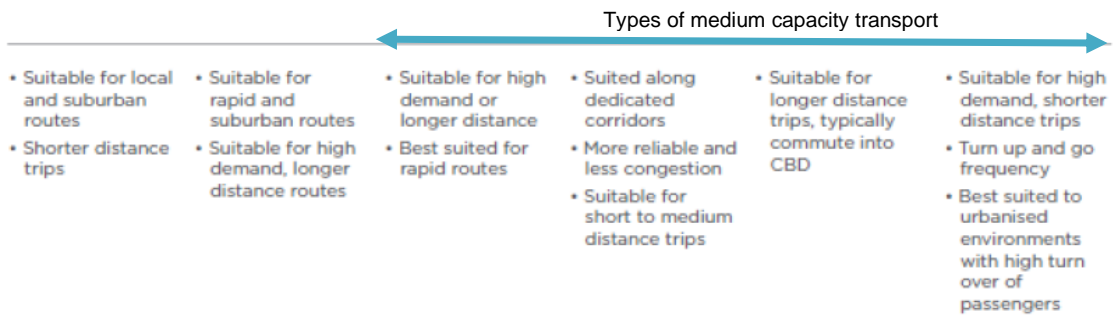 Types of medium capacity transport
• Suitable for local
and suburban
routes
• Shorter distance
trips
• Suitable for
rapid and
suburban routes
• Suitable for high
demand, longer
distance routes
• Suitable for high
demand or
longer distance
• Best suited for
rapid routes
• Suited along
dedicated
corridors
• More reliable and
less congestion
• Suitable for
short to medium
distance trips
• Suitable for
longer distance
trips, typically
commute into
CBD
• Suitable for high
demand, shorter
distance trips
• Turn up and go
frequency
• Best suited to
urbanised
environments
with high turn
over of
passengers